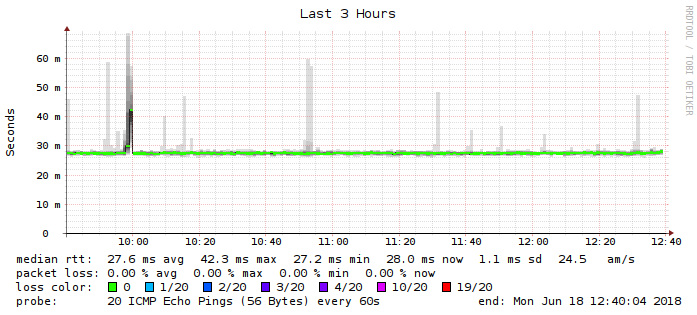 Last 3 Hours
RRDTOOL / TOBI OETIKER
Seconds
60 m
50 m
40 m
30 m
20 m
10 m
0
10:00 10:20 10:40 11:00 11:20 11:40 12:00 12:20 12:40
median rtt: 27.6 ms avg 42.3 ms max 27.2 ms min 28.0 ms now 1.1 ms sd 24.5 am/s
packet loss: 0.00 % avg 0.00 % max 0.00 % min 0.00 % now
loss color: 0 1/20 2/20 3/20 4/20 10/20 19/20
probe: 20 ICMP Echo Pings (56 Bytes) every 60s end: Mon Jun 18 12:40:04 2018